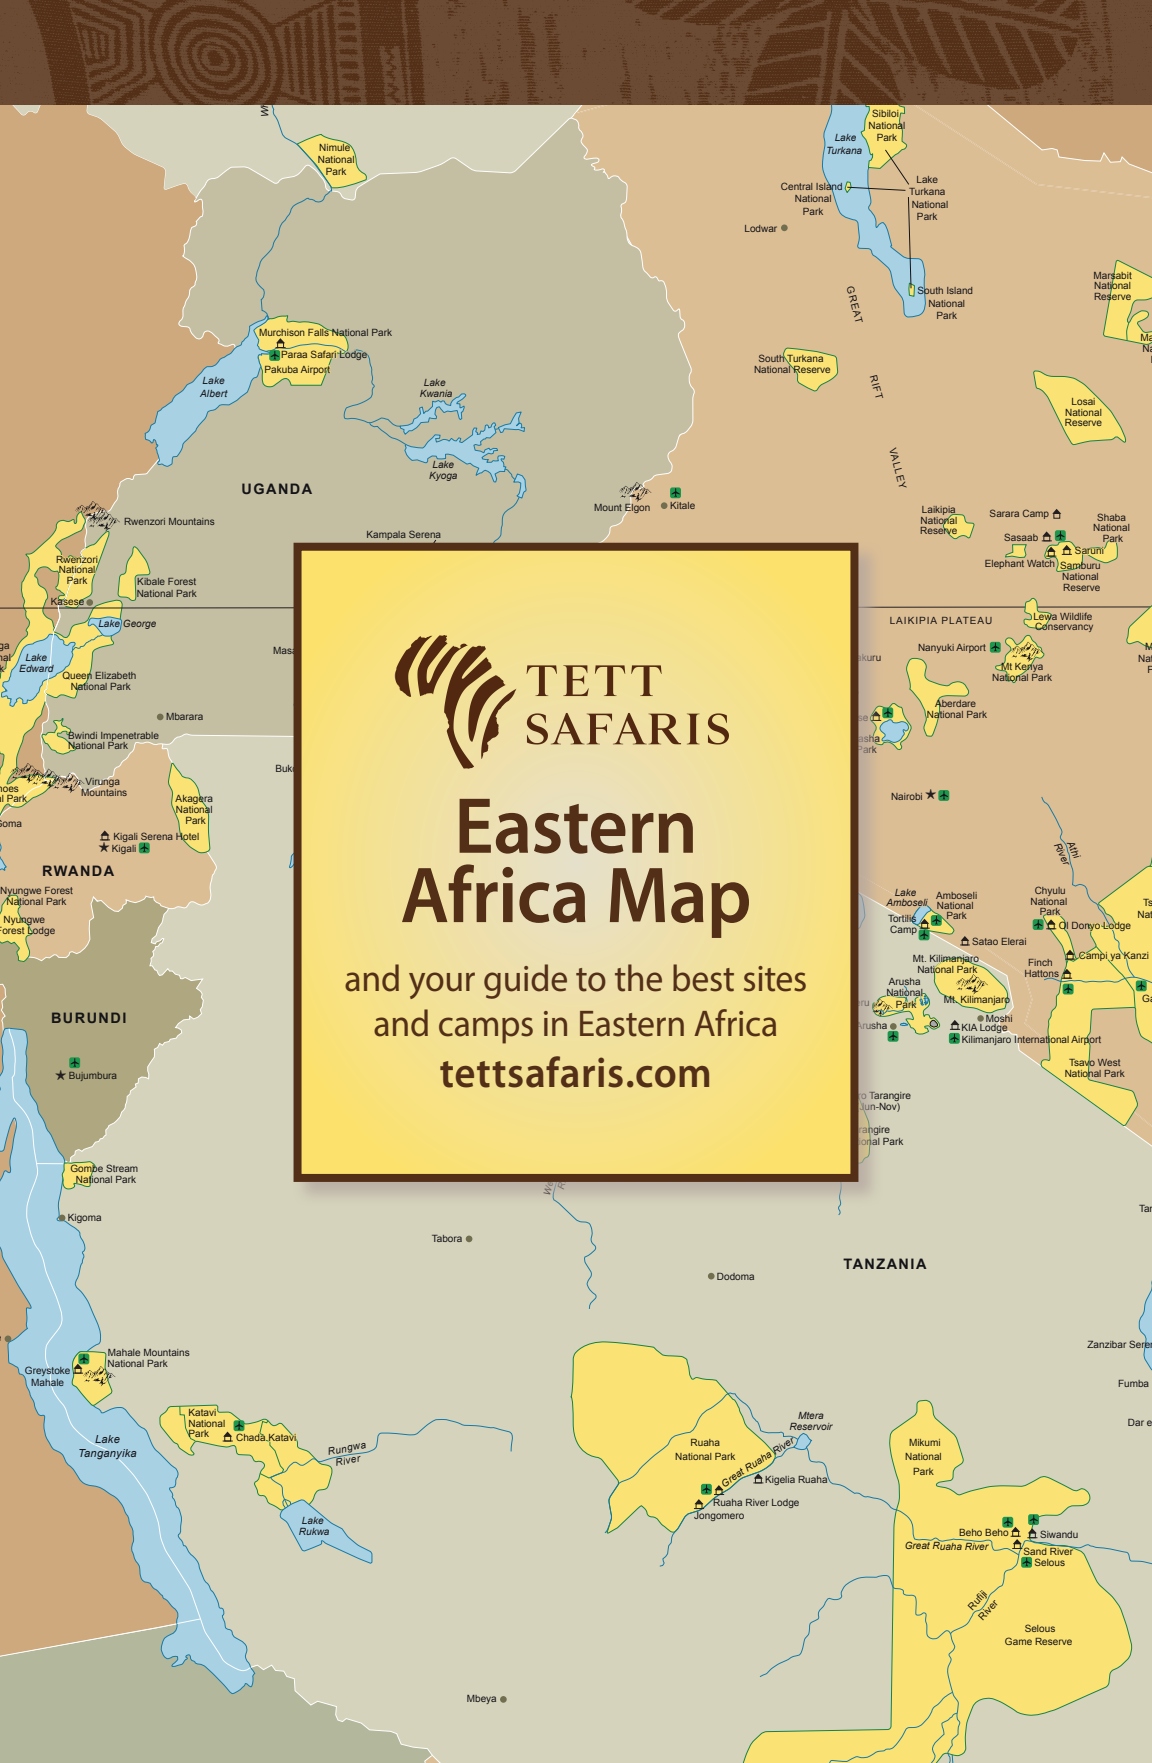 Nimule
National
Park
Sibiloi
National
Park
Lake
Turkana
Central Island
National
Park
Lake
Turkana
National
Park
Lodwar
South Island
National
Park
GREAT
RIFT
VALLEY
Marsabit
National
Reserve
Murchison Falls National Park
Paraa Safari Lodge
Pakuba Airport
Lake
Albert
Lake
Kwania
Lake
Kyoga
South Turkana
National Reserve
Losai
National
Reserve
UGANDA
Mount Elgon
Kitale
Rwenzori Mountains
Kampala Serena
Laikipia
National
Reserve
Sarara Camp
Shaba
National
Park
Sasaab
Saruni
Elephant Watch
Samburu
National
Reserve
Rwenzori
National
Park
Kibale Forest
National Park
Kasese
Lake George
LAIKIPIA PLATEAU
Lewa Wildlife
Conservancy
Nanyuki Airport
Mt Kenya
National Park
Lake
Edward
Queen Elizabeth
National Park
Mbarara
Aberdare
National Park
Bwindi Impenetrable
National Park
Virunga
Mountains
Akagera
National
Park
Nairobi
Kigali Serena Hotel
Kigali
RWANDA
Athi
River
Nyungwe Forest
National Park
Nyungwe
Forest Lodge
TETT
SAFARIS
Eastern
Africa Map
and your guide to the best sites
and camps in Eastern Africa
tettsafaris.com
Lake
Amboseli
Amboseli
National
Park
Tortilis
Camp
Satao Elerai
Chyulu
National
Park
Ol Donyo Lodge
Campi ya Kanzi
Finch
Hattons
Mt. Kilimanjaro
National Park
Mt. Kilimanjaro
Arusha
National
Park
Moshi
Arusha
KIA Lodge
Kilimanjaro International Airport
Tsavo West
National Park
BURUNDI
Bujumbura
Tarangire
(Jun-Nov)
Gombe Stream
National Park
Kigoma
Tabora
Dodoma
TANZANIA
Mahale Mountains
National Park
Greystoke
Mahale
Lake
Tanganyika
Katavi
National
Park
Chada Katavi
Rungwa
River
Lake
Rukwa
Mtera
Reservoir
Ruaha
National Park
Great Ruaha River
Kigelia Ruaha
Ruaha River Lodge
Jongomero
Mikumi
National
Park
Zanzibar
Fumba
Dar
Beho Beho
Siwandu
Great Ruaha River
Sand River
Selous
Rufiji
River
Selous
Game Reserve
Mbeya